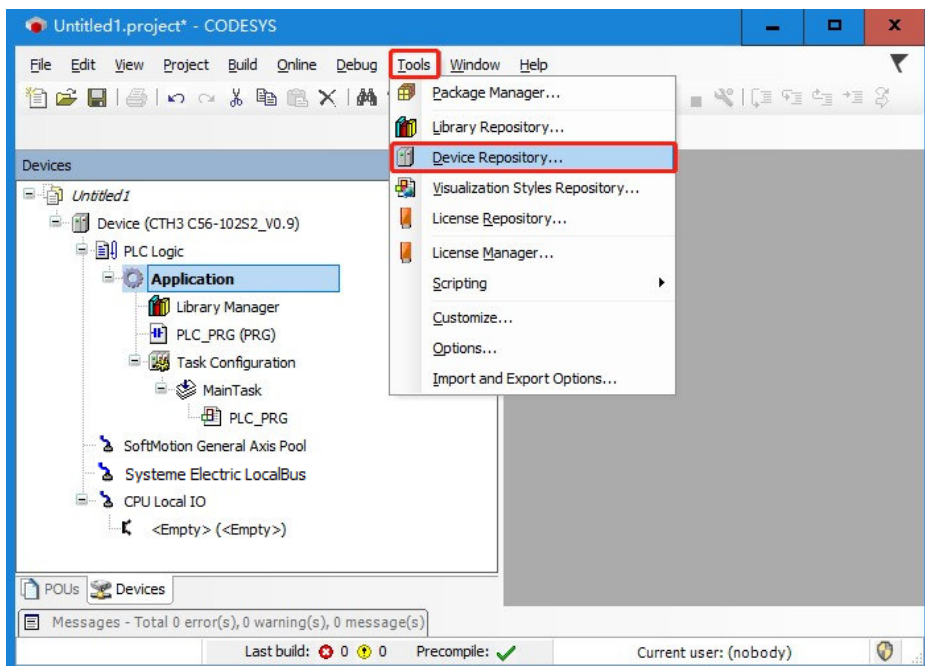 Untitled1.project* - CODESYS
File Edit View Project Build Online Debug Tools Window Help
Package Manager...
Library Repository...
Device Repository...
Visualization Styles Repository...
License Repository...
License Manager...
Scripting
Customize...
Options...
Import and Export Options...
Devices
Untitled1
Device (CTH3 C56-102S2_V0.9)
PLC Logic
Application
Library Manager
PLC_PRG (PRG)
Task Configuration
MainTask
PLC_PRG
SoftMotion General Axis Pool
Systeme Electric LocalBus
CPU Local IO
<Empty> (<Empty>)
POUs Devices
Messages - Total 0 error(s), 0 warning(s), 0 message(s)
Last build: 0 0 Precompile: Current user: (nobody)